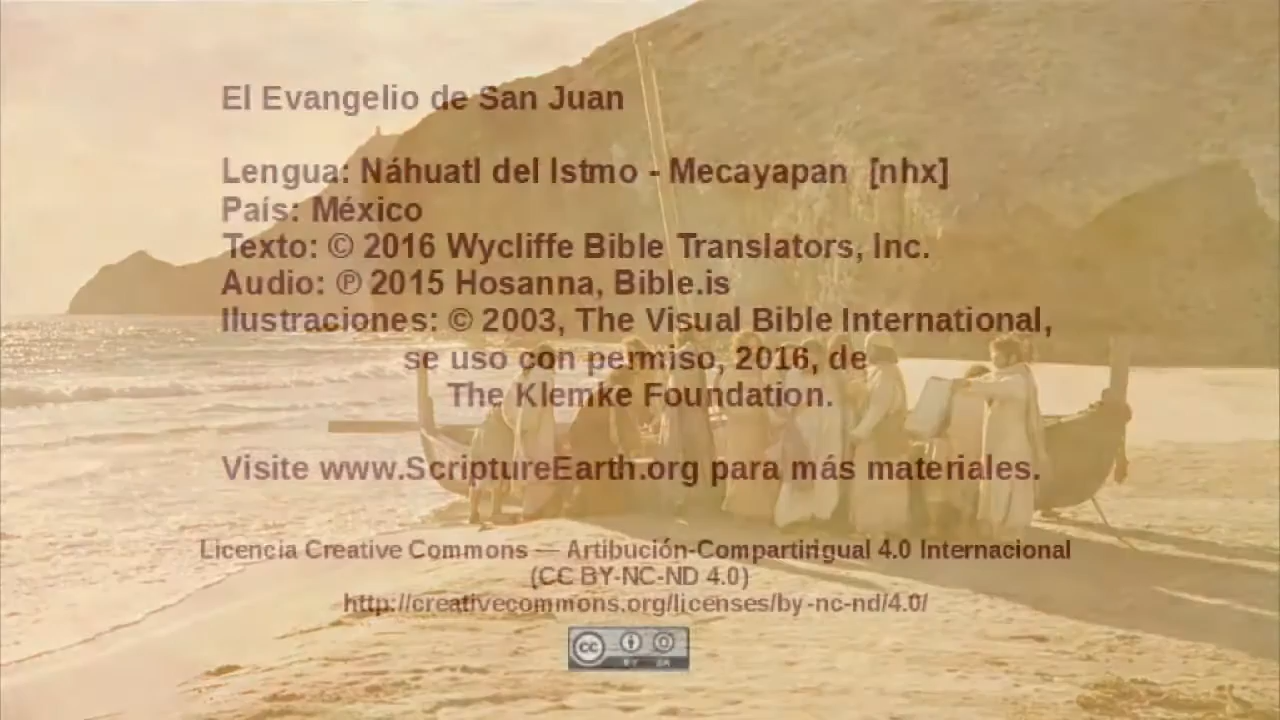 El Evangelio de San Juan
Lengua: Náhuatl del Istmo - Mecayapan [nhx]
País: México
Texto: © 2016 Wycliffe Bible Translators, Inc.
Audio: ℗ 2015 Hosanna, Bible.is
Ilustraciones: © 2003, The Visual Bible International,
se uso con permiso, 2016, de
The Klemke Foundation.
Visite www.ScriptureEarth.org para más materiales.
Licencia Creative Commons — Artibución-Compartirigual 4.0 Internacional
(CC BY-NC-ND 4.0)
http://creativecommons.org/licenses/by-nc-nd/4.0/
cc
BY SA